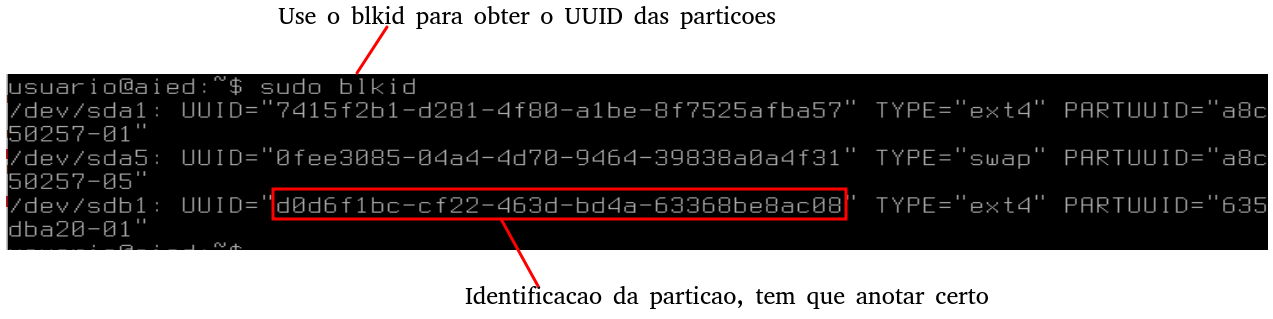 Use o blkid para obter o UUID das particoes
usuario@aied:~$ sudo blkid
/dev/sda1: UUID="7415f2b1-d281-4f80-a1be-8f7525afba57" TYPE="ext4" PARTUUID="a8c
50257-01"
/dev/sda5: UUID="0fee3085-04a4-4d70-9464-39838a0a4f31" TYPE="swap" PARTUUID="a8c
50257-05"
/dev/sdb1: UUID="d0d6f1bc-cf22-463d-bd4a-63368be8ac08" TYPE="ext4" PARTUUID="635
dba20-01"
usuario@aied:~$
Identificacao da particao, tem que anotar certo